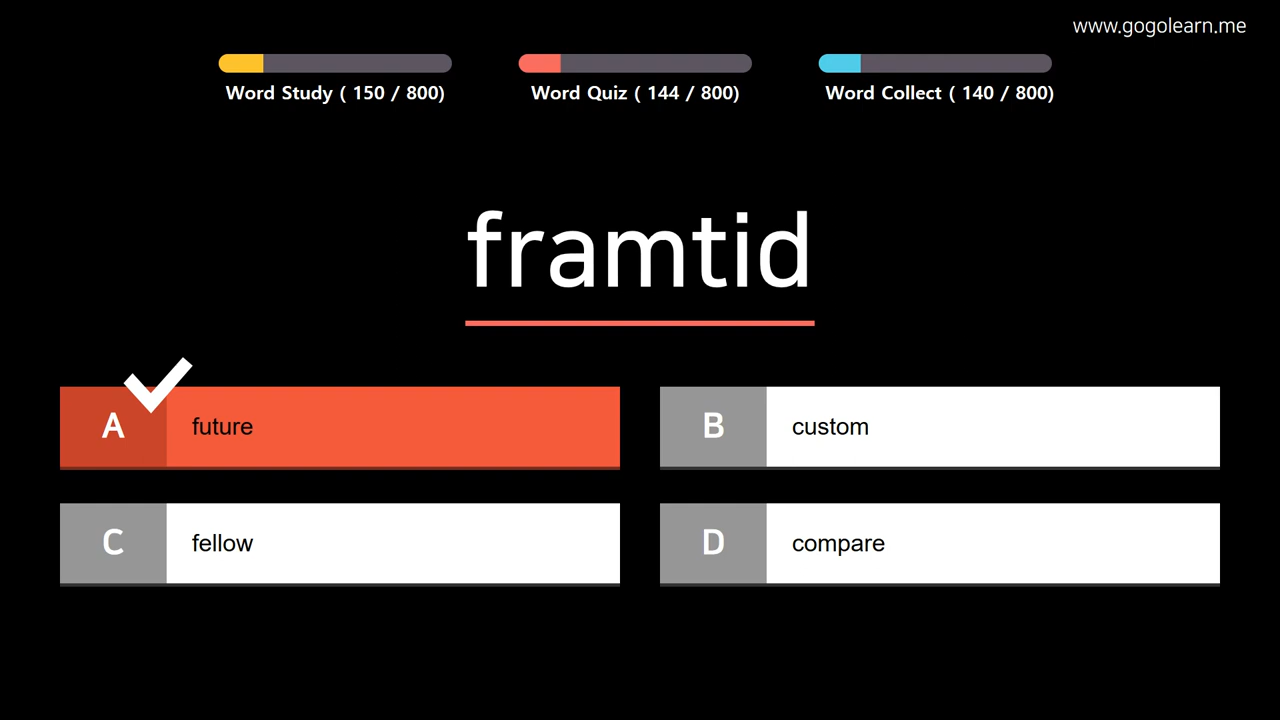 www.gogolearn.me
Word Study ( 150 / 800)
Word Quiz ( 144 / 800)
Word Collect ( 140 / 800)
framtid
A future
B custom
C fellow
D compare